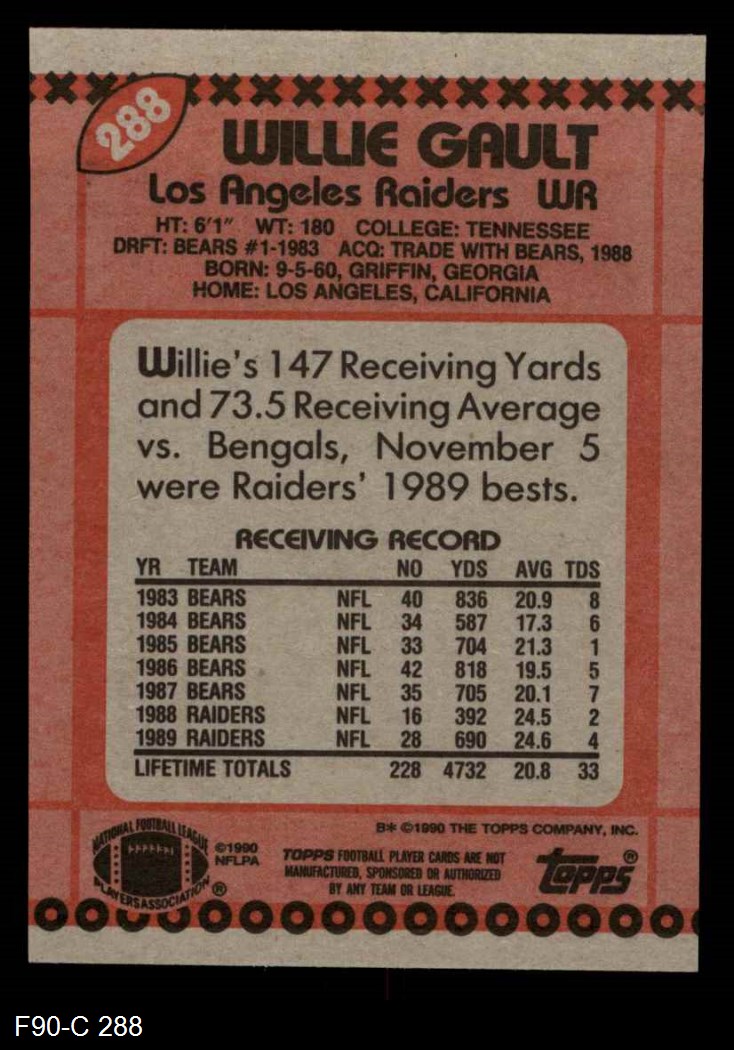 288
WILLIE GAULT
Los Angeles Raiders WR
HT: 6'1" WT: 180 COLLEGE: TENNESSEE
DRFT: BEARS #1-1983 ACQ: TRADE WITH BEARS, 1988
BORN: 9-5-60, GRIFFIN, GEORGIA
HOME: LOS ANGELES, CALIFORNIA
Willie's 147 Receiving Yards
and 73.5 Receiving Average
vs. Bengals, November 5
were Raiders' 1989 bests.
RECEIVING RECORD
YR TEAM NO YDS AVG TDS
1983 BEARS NFL 40 836 20.9 8
1984 BEARS NFL 34 587 17.3 6
1985 BEARS NFL 33 704 21.3 1
1986 BEARS NFL 42 818 19.5 5
1987 BEARS NFL 35 705 20.1 7
1988 RAIDERS NFL 16 392 24.5 2
1989 RAIDERS NFL 28 690 24.6 4
LIFETIME TOTALS 228 4732 20.8 33
B* ©1990 THE TOPPS COMPANY, INC.
NATIONAL FOOTBALL LEAGUE
PLAYERS ASSOCIATION ®
©1990
NFLPA
TOPPS FOOTBALL PLAYER CARDS ARE NOT
MANUFACTURED, SPONSORED OR AUTHORIZED
BY ANY TEAM OR LEAGUE.
Topps®
F90-C 288